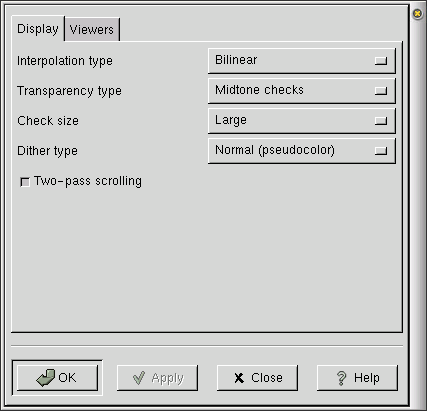 Display Viewers
Interpolation type Bilinear
Transparency type Midtone checks
Check size Large
Dither type Normal (pseudocolor)
Two-pass scrolling
OK Apply Close Help